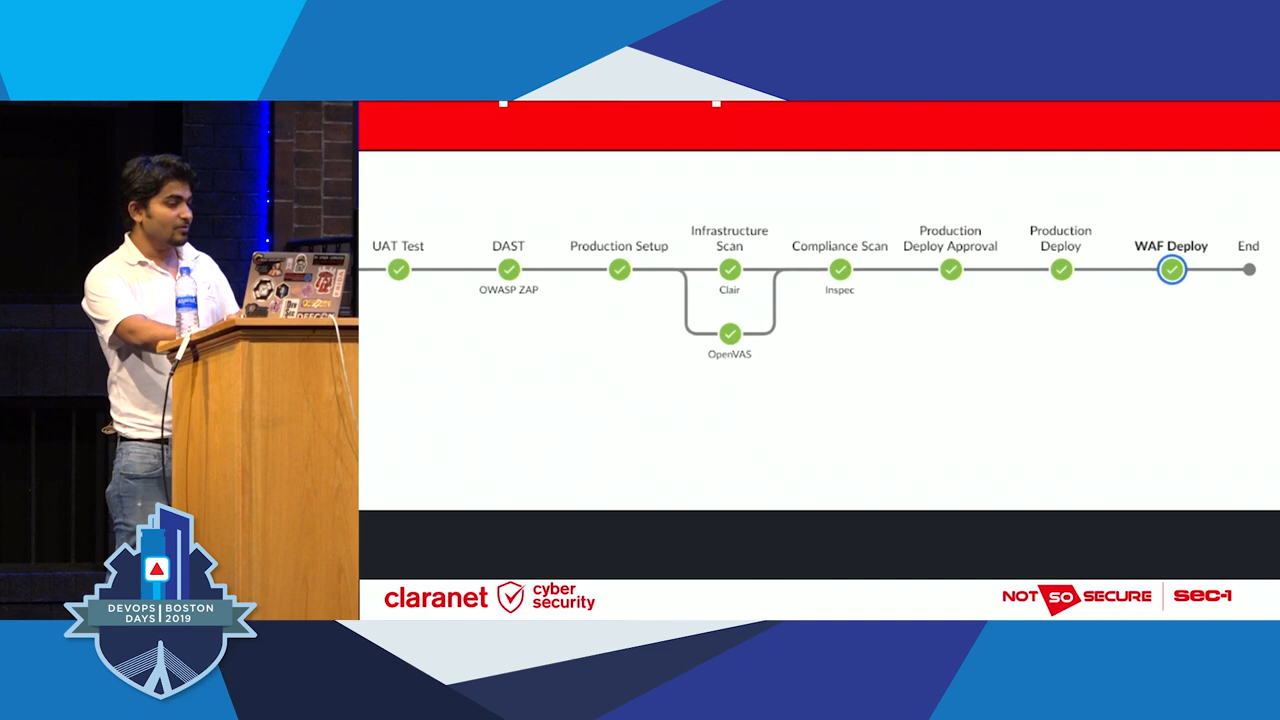 UAT Test
DAST
OWASP ZAP
Production Setup
Infrastructure
Scan
Clair
OpenVAS
Compliance Scan
Inspec
Production
Deploy Approval
Production
Deploy
WAF Deploy
End
claranet
cyber
security
NOT SO SECURE
sec-1
DEVOPS BOSTON
DAYS 2019